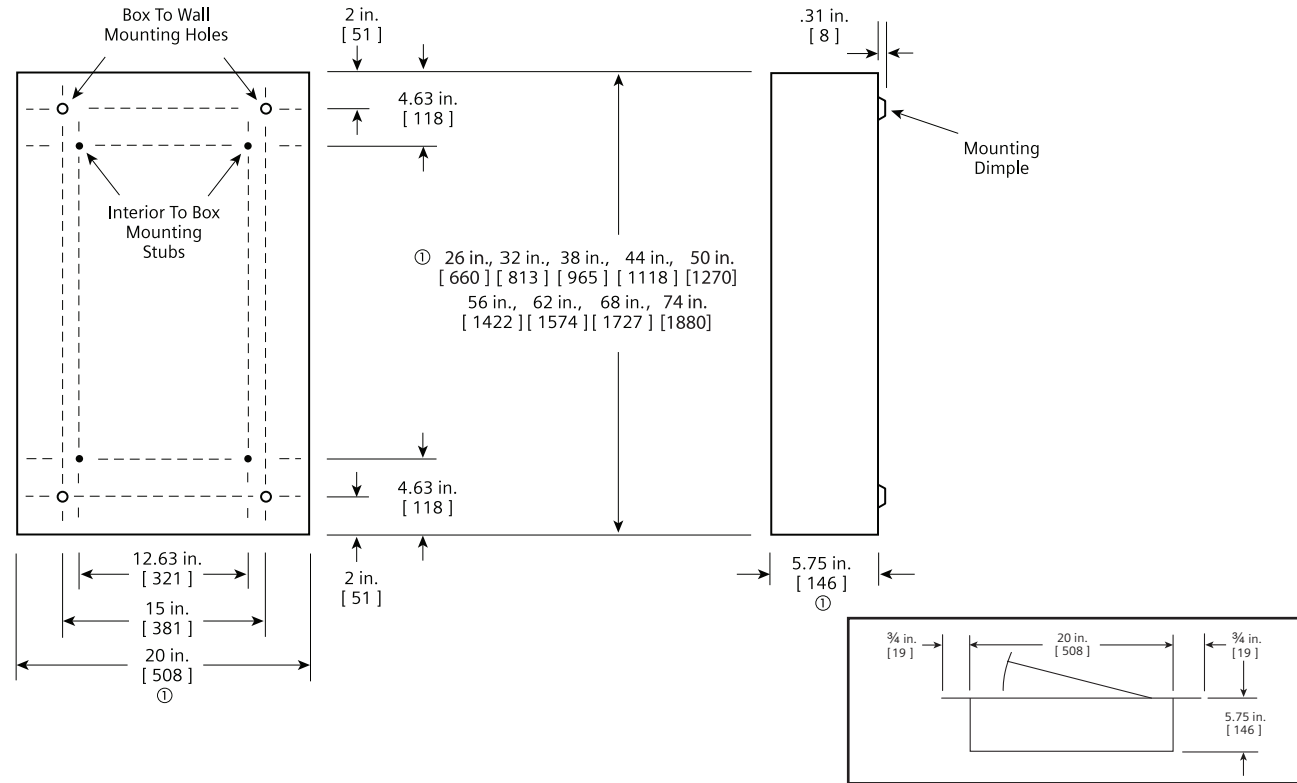 Box To Wall
Mounting Holes
2 in.
[ 51 ]
.31 in.
[ 8 ]
4.63 in.
[ 118 ]
Mounting
Dimple
Interior To Box
Mounting
Stubs
① 26 in., 32 in., 38 in., 44 in., 50 in.
[ 660 ] [ 813 ] [ 965 ] [ 1118 ] [1270]
56 in., 62 in., 68 in., 74 in.
[ 1422 ] [ 1574 ] [ 1727 ] [1880]
4.63 in.
[ 118 ]
12.63 in.
[ 321 ]
2 in.
[ 51 ]
5.75 in.
[ 146 ]
①
15 in.
[ 381 ]
20 in.
[ 508 ]
①
¾ in.
[19 ]
20 in.
[ 508 ]
¾ in.
[19 ]
5.75 in.
[ 146 ]